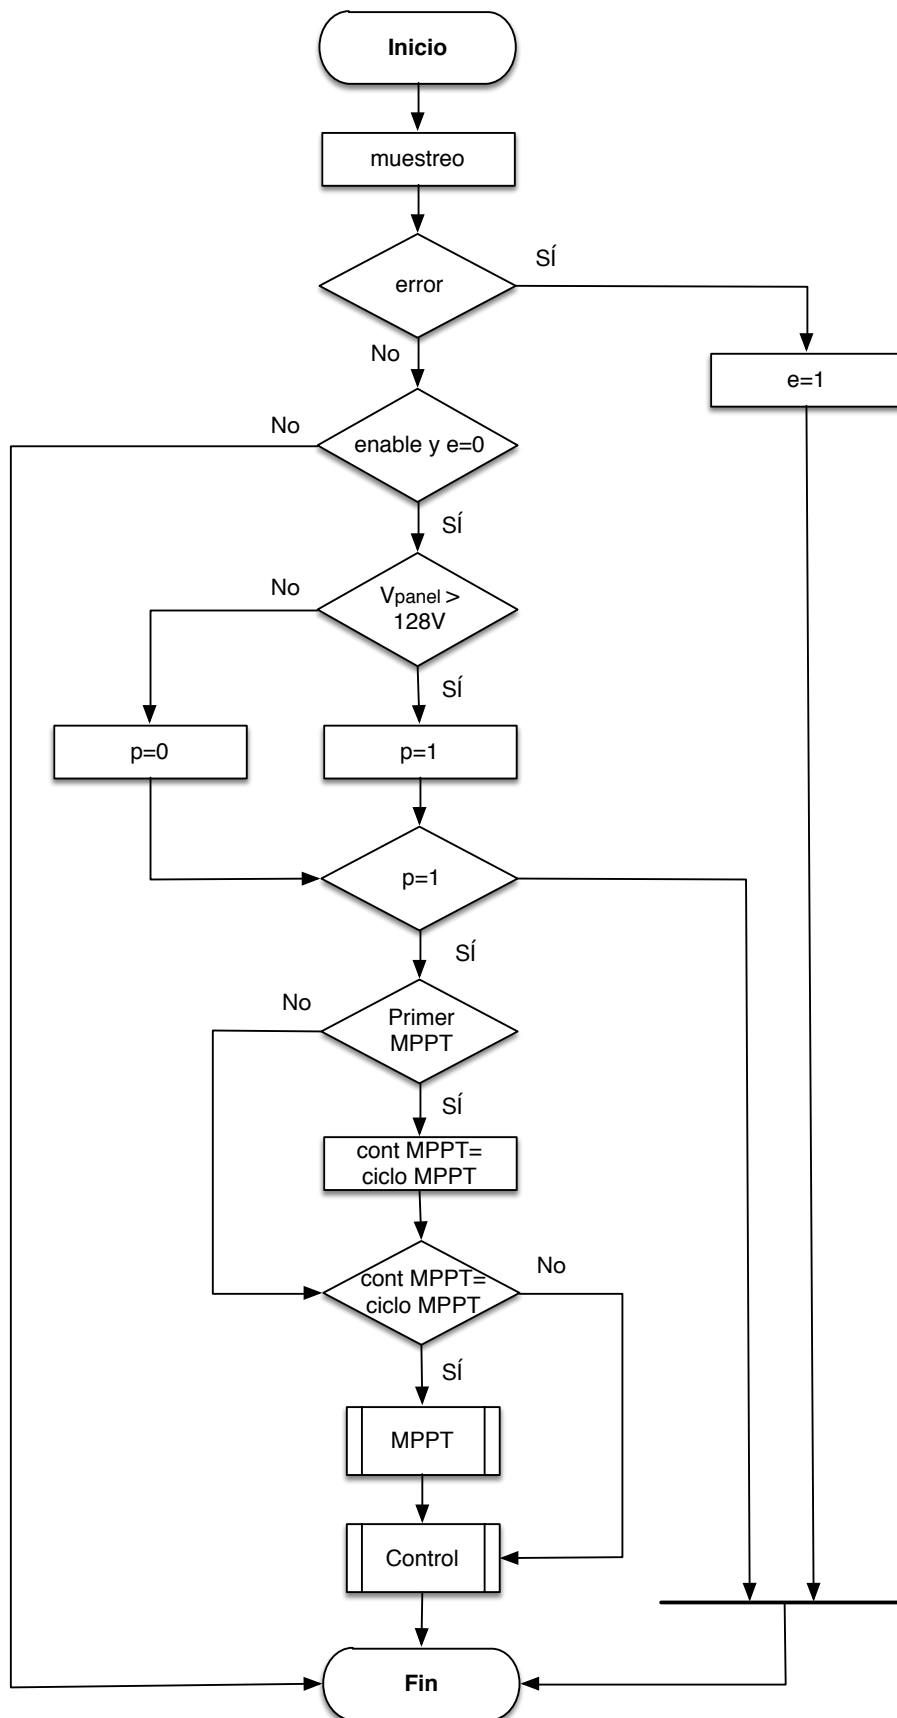 Inicio
muestreo
SÍ
error
No
e=1
No
enable y e=0
SÍ
No
Vpanel >
128V
SÍ
p=0
p=1
p=1
SÍ
No
Primer
MPPT
SÍ
cont MPPT=
ciclo MPPT
No
cont MPPT=
ciclo MPPT
SÍ
MPPT
Control
Fin